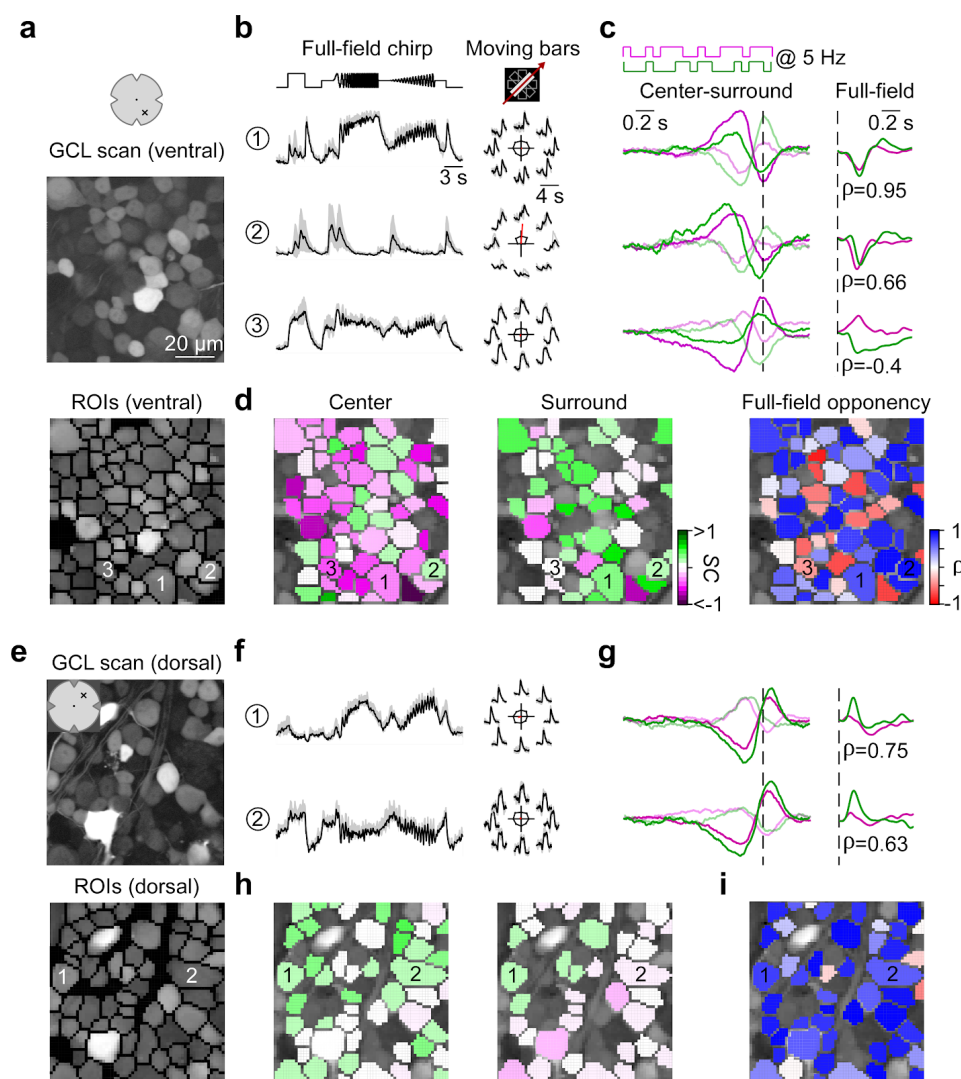 a
b
c
Full-field chirp
Moving bars
@ 5 Hz
Center-surround
Full-field
GCL scan (ventral)
0.2 s
0.2 s
1
3 s
4 s
ρ=0.95
2
ρ=0.66
3
20 µm
ρ=-0.4
ROIs (ventral)
d
Center
Surround
Full-field opponency
3
1
2
3
1
2
3
1
2
>1
SC
<-1
3
1
2
1
ρ
-1
e
GCL scan (dorsal)
f
g
1
ρ=0.75
2
ρ=0.63
ROIs (dorsal)
h
i
1
2
1
2
1
2
1
2